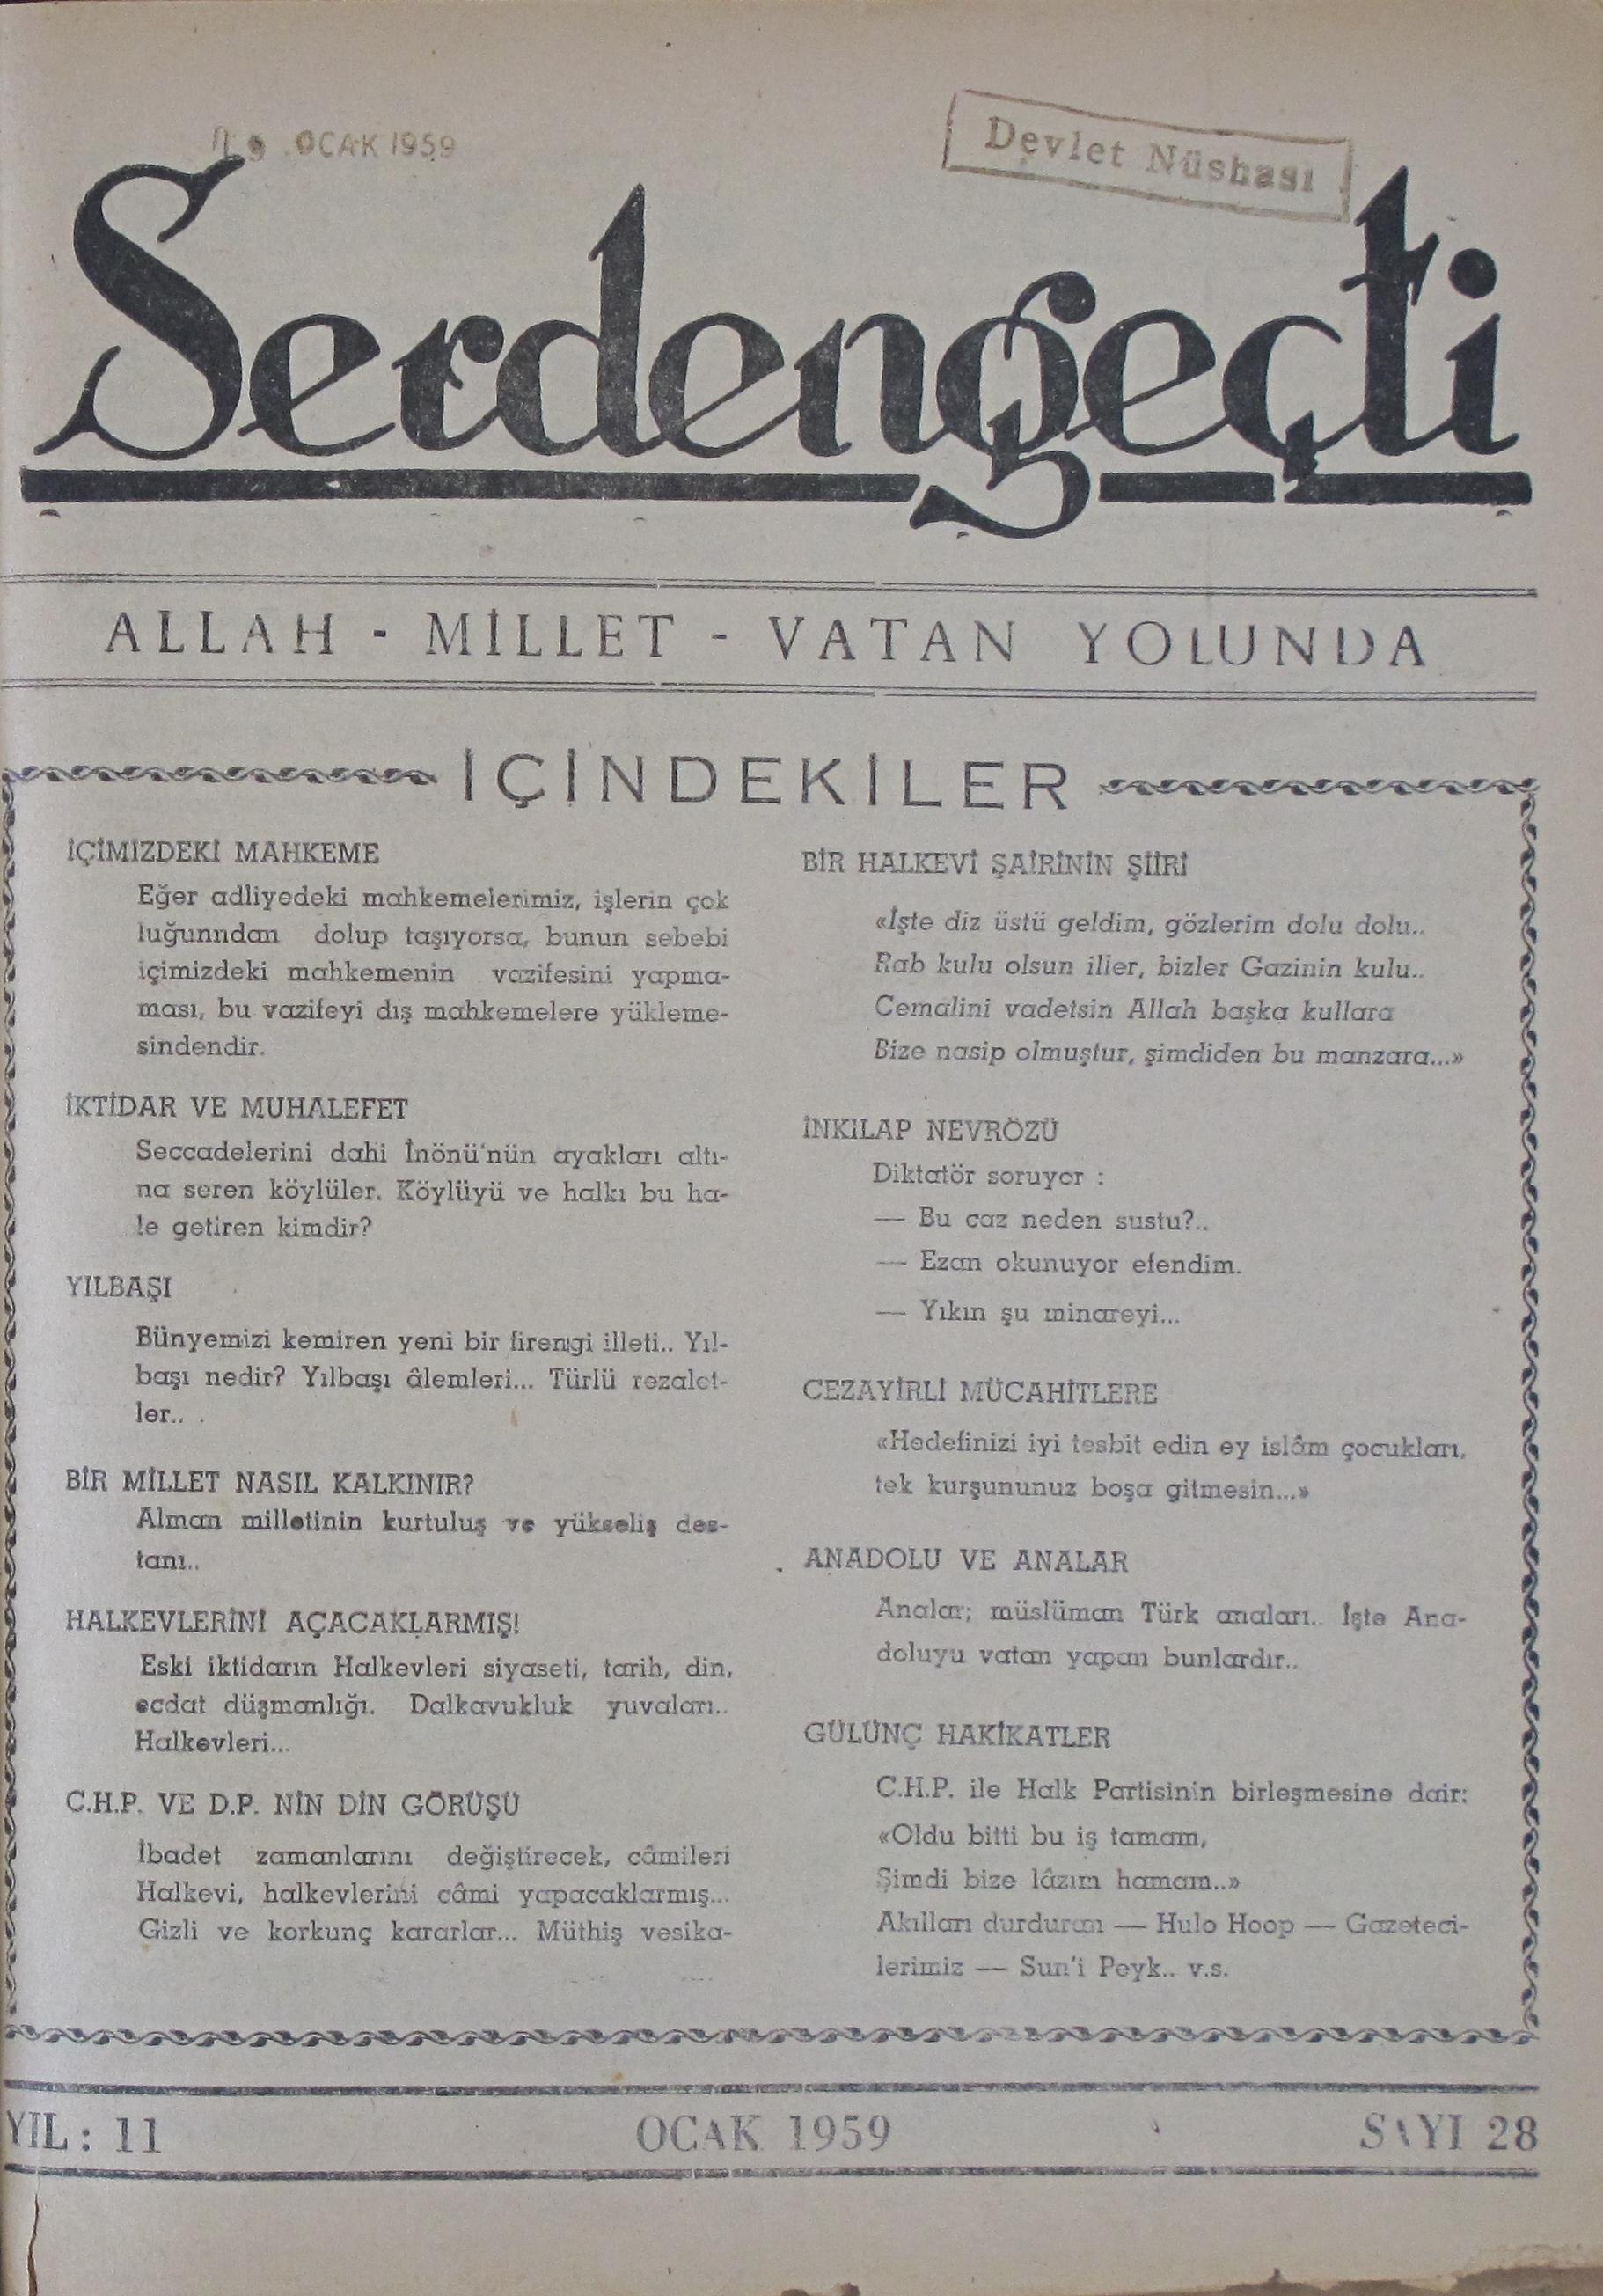 OCAK 1959
Devlet Nüshası
Serdengeçti
ALLAH - MİLLET - VATAN YOLUNDA
İÇİNDEKİLER
İÇİMİZDEKİ MAHKEME
Eğer adliyedeki mahkemelerimiz, işlerin çok
luğunndan dolup taşıyorsa, bunun sebebi
içimizdeki mahkemenin vazifesini yapma-
ması, bu vazifeyi dış mahkemelere yükleme-
sindendir.
İKTİDAR VE MUHALEFET
Seccadelerini dahi İnönü'nün ayakları altı-
na seren köylüler. Köylüyü ve halkı bu ha-
le getiren kimdir?
YILBAŞI
Bünyemizi kemiren yeni bir firengi illeti.. Yıl-
başı nedir? Yılbaşı âlemleri... Türlü rezalet-
ler.. .
BİR MİLLET NASIL KALKINIR?
Alman milletinin kurtuluş ve yükseliş des-
tanı..
HALKEVLERİNİ AÇACAKLARMIŞ!
Eski iktidarın Halkevleri siyaseti, tarih, din,
ecdat düşmanlığı. Dalkavukluk yuvaları..
Halkevleri...
C.H.P. VE D.P. NİN DİN GÖRÜŞÜ
İbadet zamanlarını değiştirecek, câmileri
Halkevi, halkevlerini câmi yapacaklarmış...
Gizli ve korkunç kararlar... Müthiş vesika-
BİR HALKEVİ ŞAİRİNİN ŞİİRİ
«İşte diz üstü geldim, gözlerim dolu dolu..
Rab kulu olsun iller, bizler Gazinin kulu..
Cemalini vadetsin Allah başka kullara
Bize nasip olmuştur, şimdiden bu manzara...»
İNKILAP NEVRÖZÜ
Diktatör soruyor :
— Bu caz neden sustu?..
— Ezan okunuyor efendim.
— Yıkın şu minareyi...
CEZAYİRLİ MÜCAHİTLERE
«Hedefinizi iyi tesbit edin ey islâm çocukları,
tek kurşununuz boşa gitmesin...»
ANADOLU VE ANALAR
Analar; müslüman Türk anaları.. İşte Ana-
doluyu vatan yapan bunlardır..
GÜLÜNÇ HAKİKATLER
C.H.P. ile Halk Partisinin birleşmesine dair:
«Oldu bitti bu iş tamam,
Şimdi bize lâzım hamam..»
Akılları durduran — Hulo Hoop — Gazeteci-
lerimiz — Sun'i Peyk.. v.s.
YIL : 11 OCAK 1959 SAYI 28